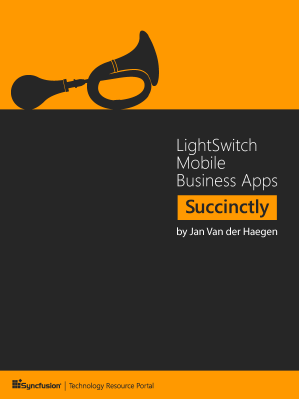 LightSwitch
Mobile
Business Apps
Succinctly
by Jan Van der Haegen
Syncfusion | Technology Resource Portal